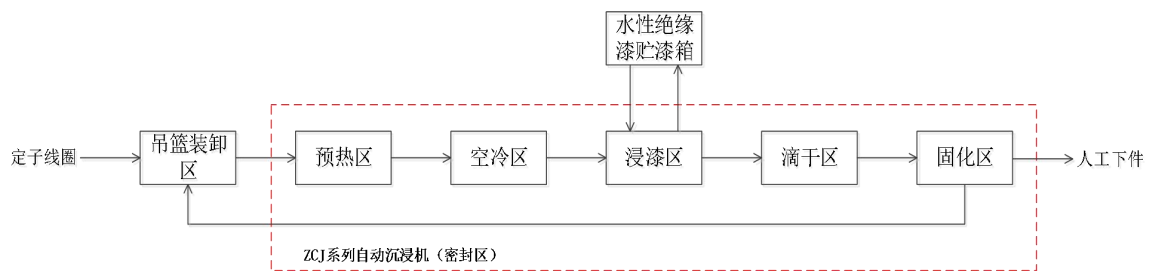 水性绝缘
漆贮漆箱
定子线圈
吊篮装卸
区
预热区
空冷区
浸漆区
滴干区
固化区
人工下件
ZCJ系列自动沉浸机（密封区）